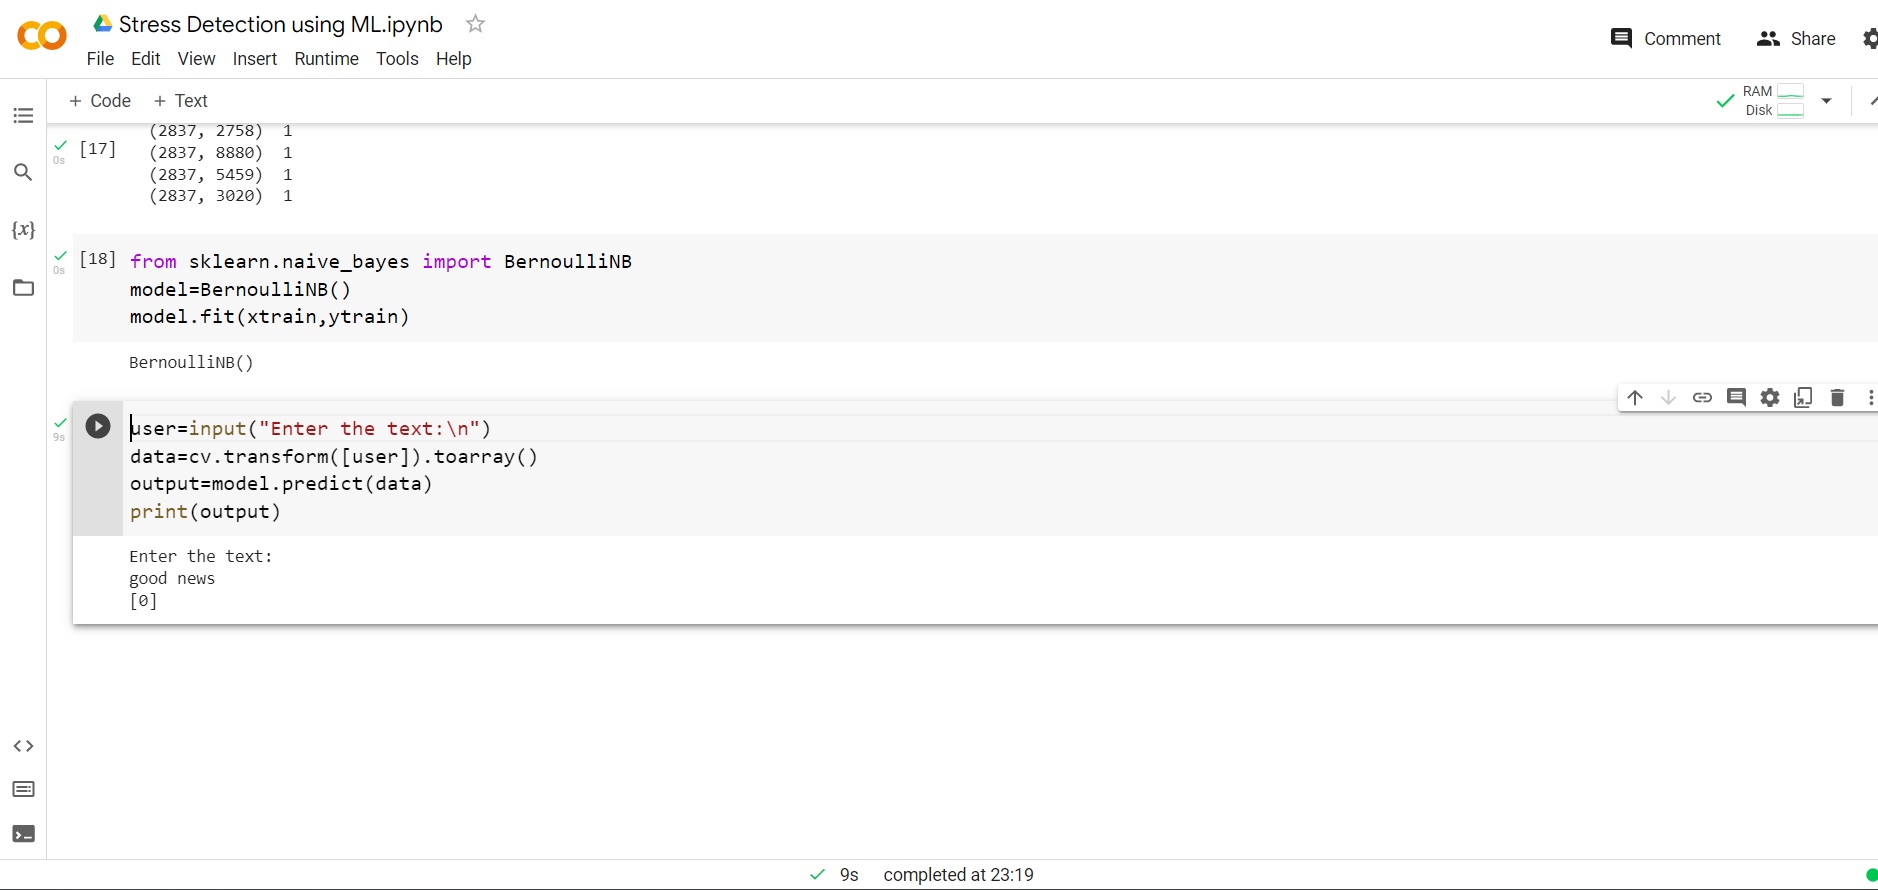 Stress Detection using ML.ipynb
File Edit View Insert Runtime Tools Help
Comment Share
+ Code + Text
RAM
Disk
(2837, 2758) 1
[17] (2837, 8880) 1
0s
(2837, 5459) 1
(2837, 3020) 1
{x}
[18] from sklearn.naive_bayes import BernoulliNB
0s
model=BernoulliNB()
model.fit(xtrain,ytrain)
BernoulliNB()
user=input("Enter the text:\n")
9s
data=cv.transform([user]).toarray()
output=model.predict(data)
print(output)
Enter the text:
good news
[0]
9s completed at 23:19